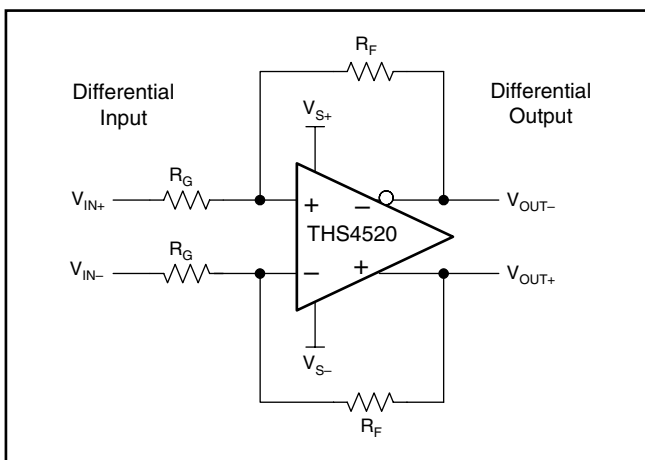 R_F
Differential
Input
Differential
Output
V_S+
R_G
V_IN+
+
−
V_OUT−
THS4520
R_G
V_IN−
−
+
V_OUT+
V_S−
R_F